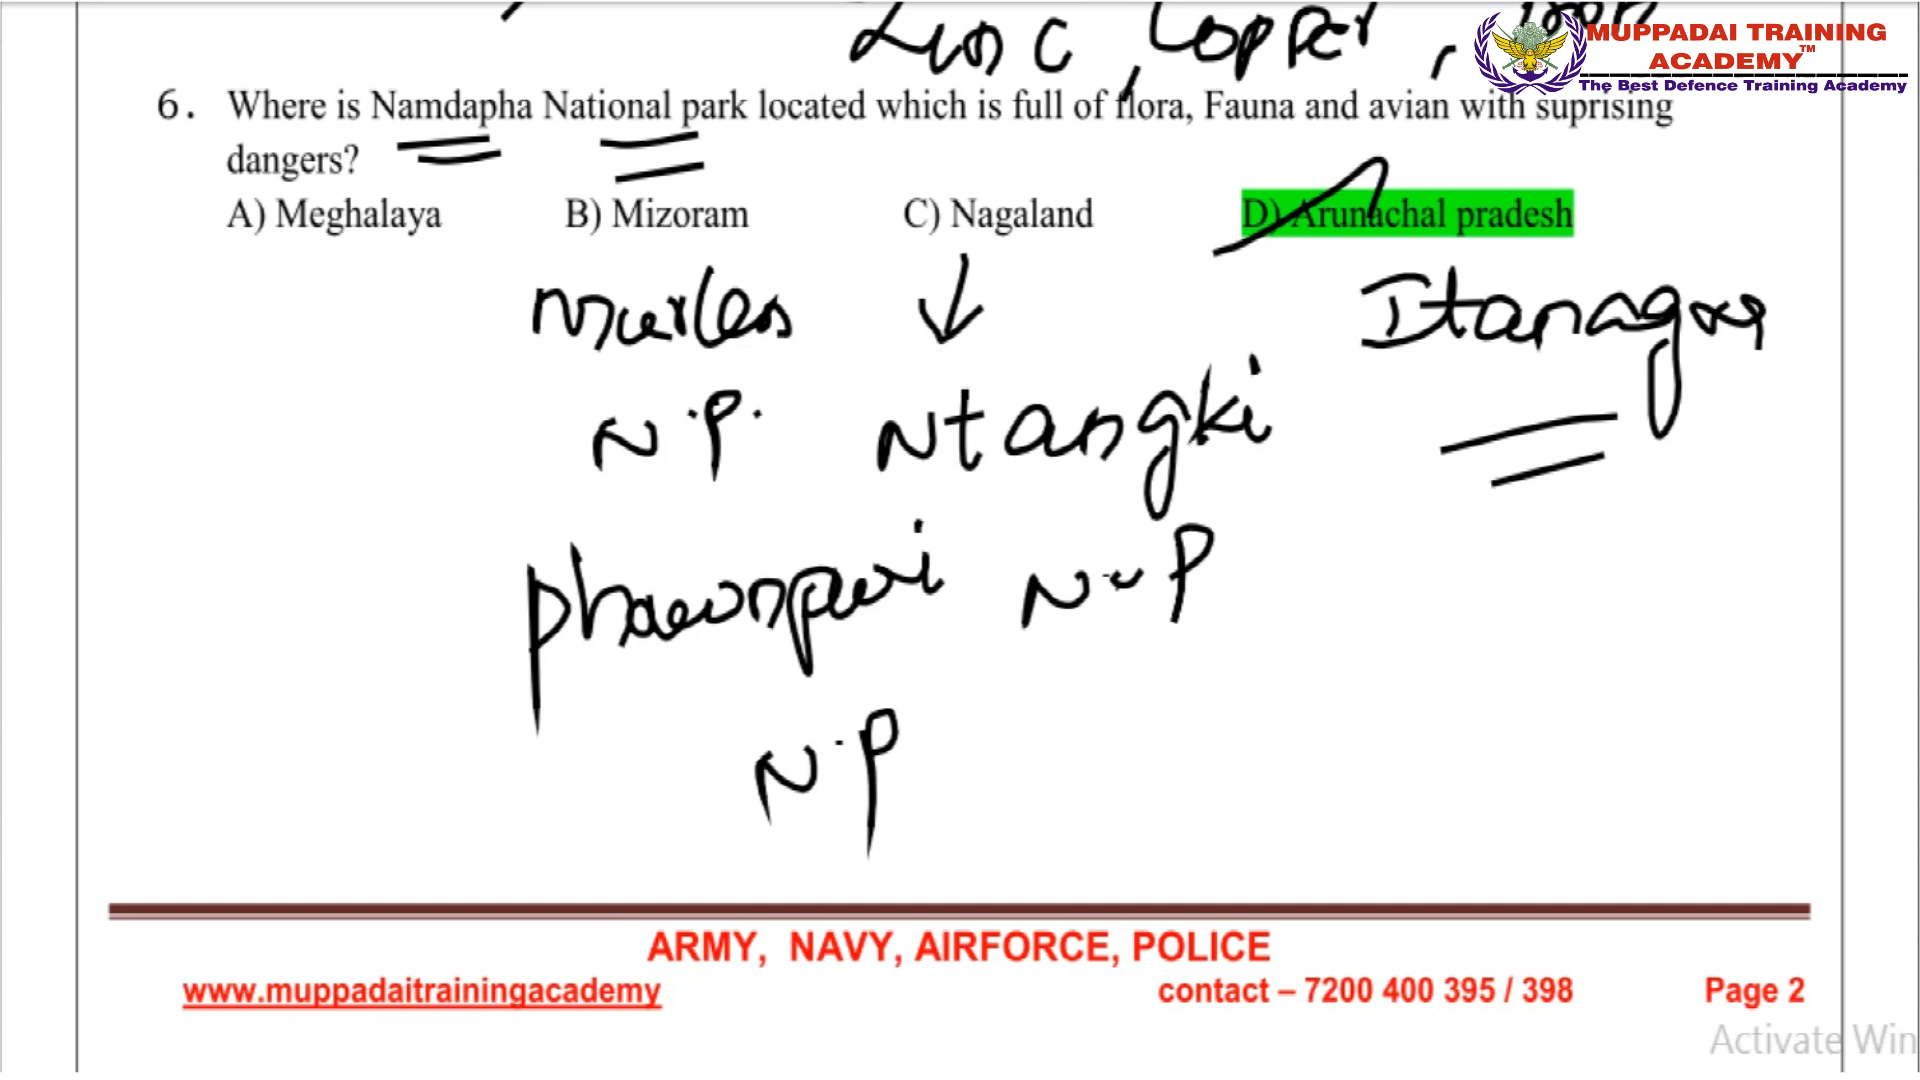 Zinc, Copper, Iron
MUPPADAI TRAINING
ACADEMY™
The Best Defence Training Academy
6. Where is Namdapha National park located which is full of flora, Fauna and avian with suprising
dangers?
A) Meghalaya B) Mizoram C) Nagaland D) Arunachal pradesh
Murlen
Itanagar
N.P. Ntangki
N.P
N.P
ARMY, NAVY, AIRFORCE, POLICE
www.muppadaitrainingacademy contact – 7200 400 395 / 398 Page 2
Activate Win